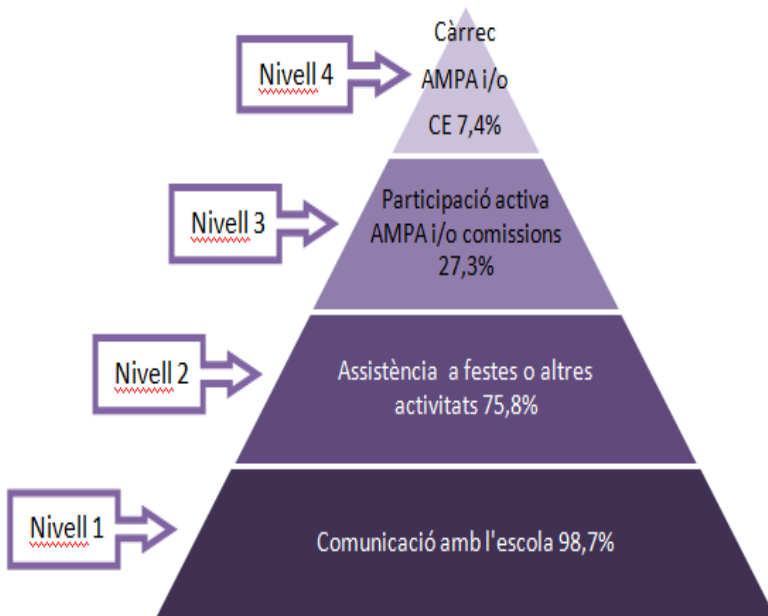 Càrrec
Nivell 4
AMPA i/o
CE 7,4%
Participació activa
Nivell 3
AMPA i/o comissions
27,3%
Nivell 2
Assistència a festes o altres
activitats 75,8%
Nivell 1
Comunicació amb l'escola 98,7%